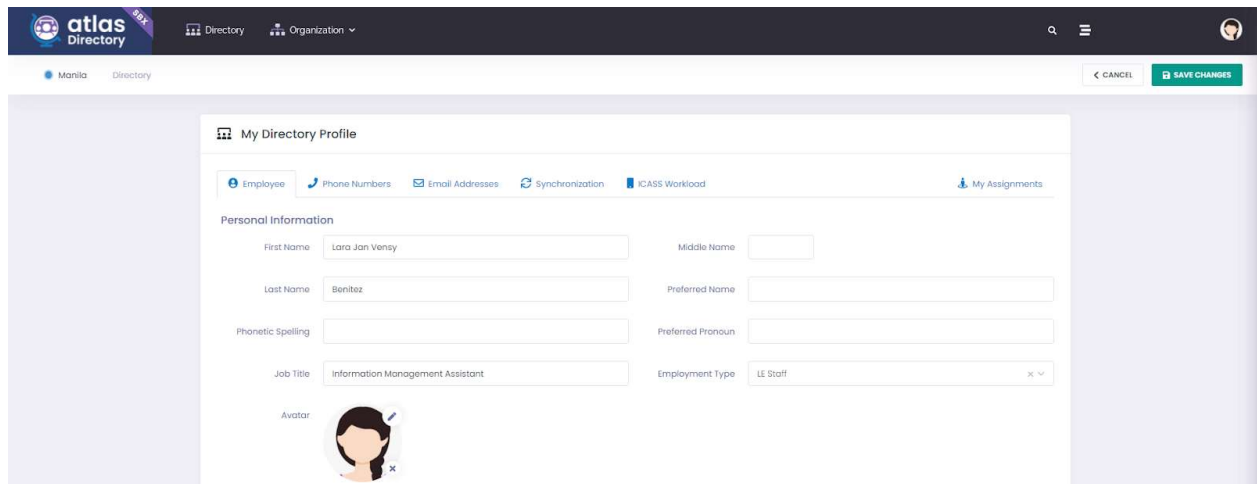 atlas
Directory
SBX
Directory
Organization
Manila
Directory
CANCEL
SAVE CHANGES
My Directory Profile
Employee
Phone Numbers
Email Addresses
Synchronization
ICASS Workload
My Assignments
Personal Information
First Name
Lara Jan Vensy
Middle Name
Last Name
Benitez
Preferred Name
Phonetic Spelling
Preferred Pronoun
Job Title
Information Management Assistant
Employment Type
LE Staff
Avatar